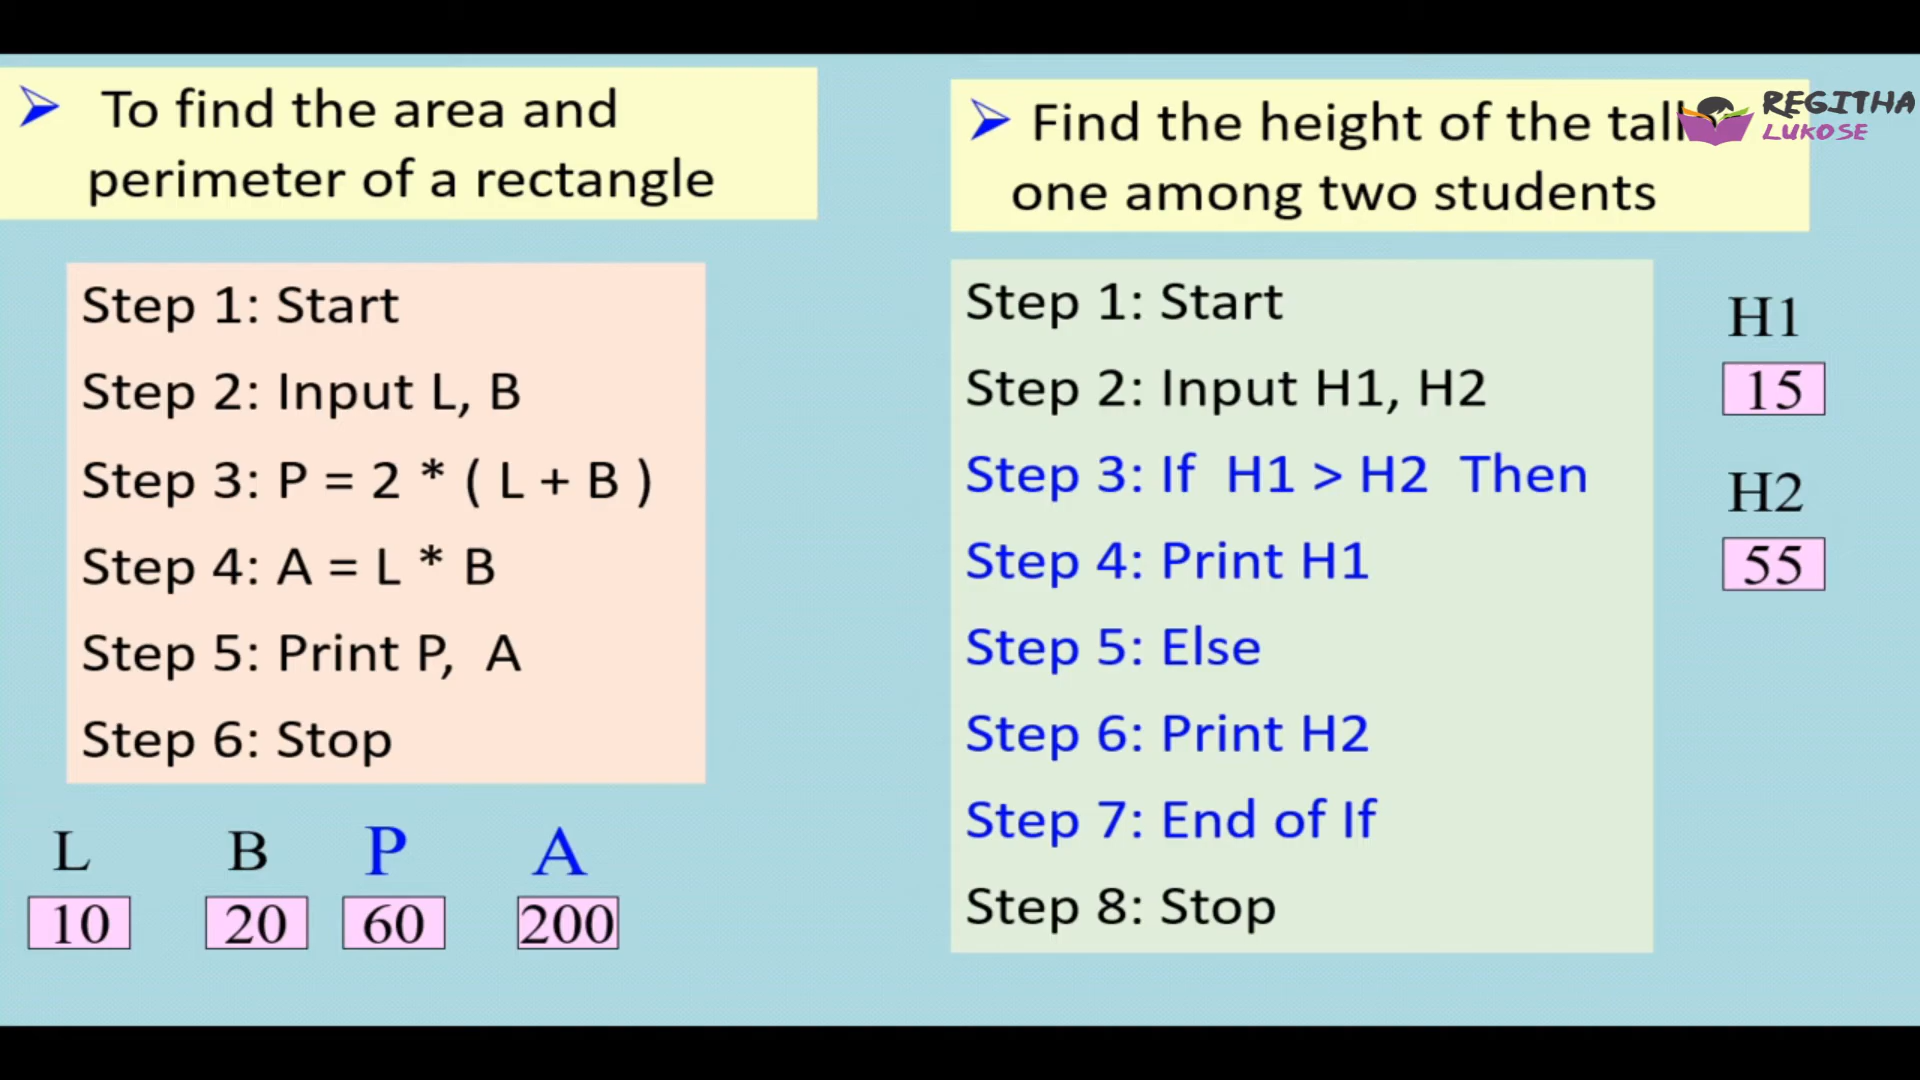 ➢ To find the area and
perimeter of a rectangle
Step 1: Start
Step 2: Input L, B
Step 3: P = 2 * ( L + B )
Step 4: A = L * B
Step 5: Print P, A
Step 6: Stop
L B P A
10 20 60 200
➢ Find the height of the tall
one among two students
Step 1: Start
Step 2: Input H1, H2
Step 3: If H1 > H2 Then
Step 4: Print H1
Step 5: Else
Step 6: Print H2
Step 7: End of If
Step 8: Stop
H1
15
H2
55
REGITHA
LUKOSE